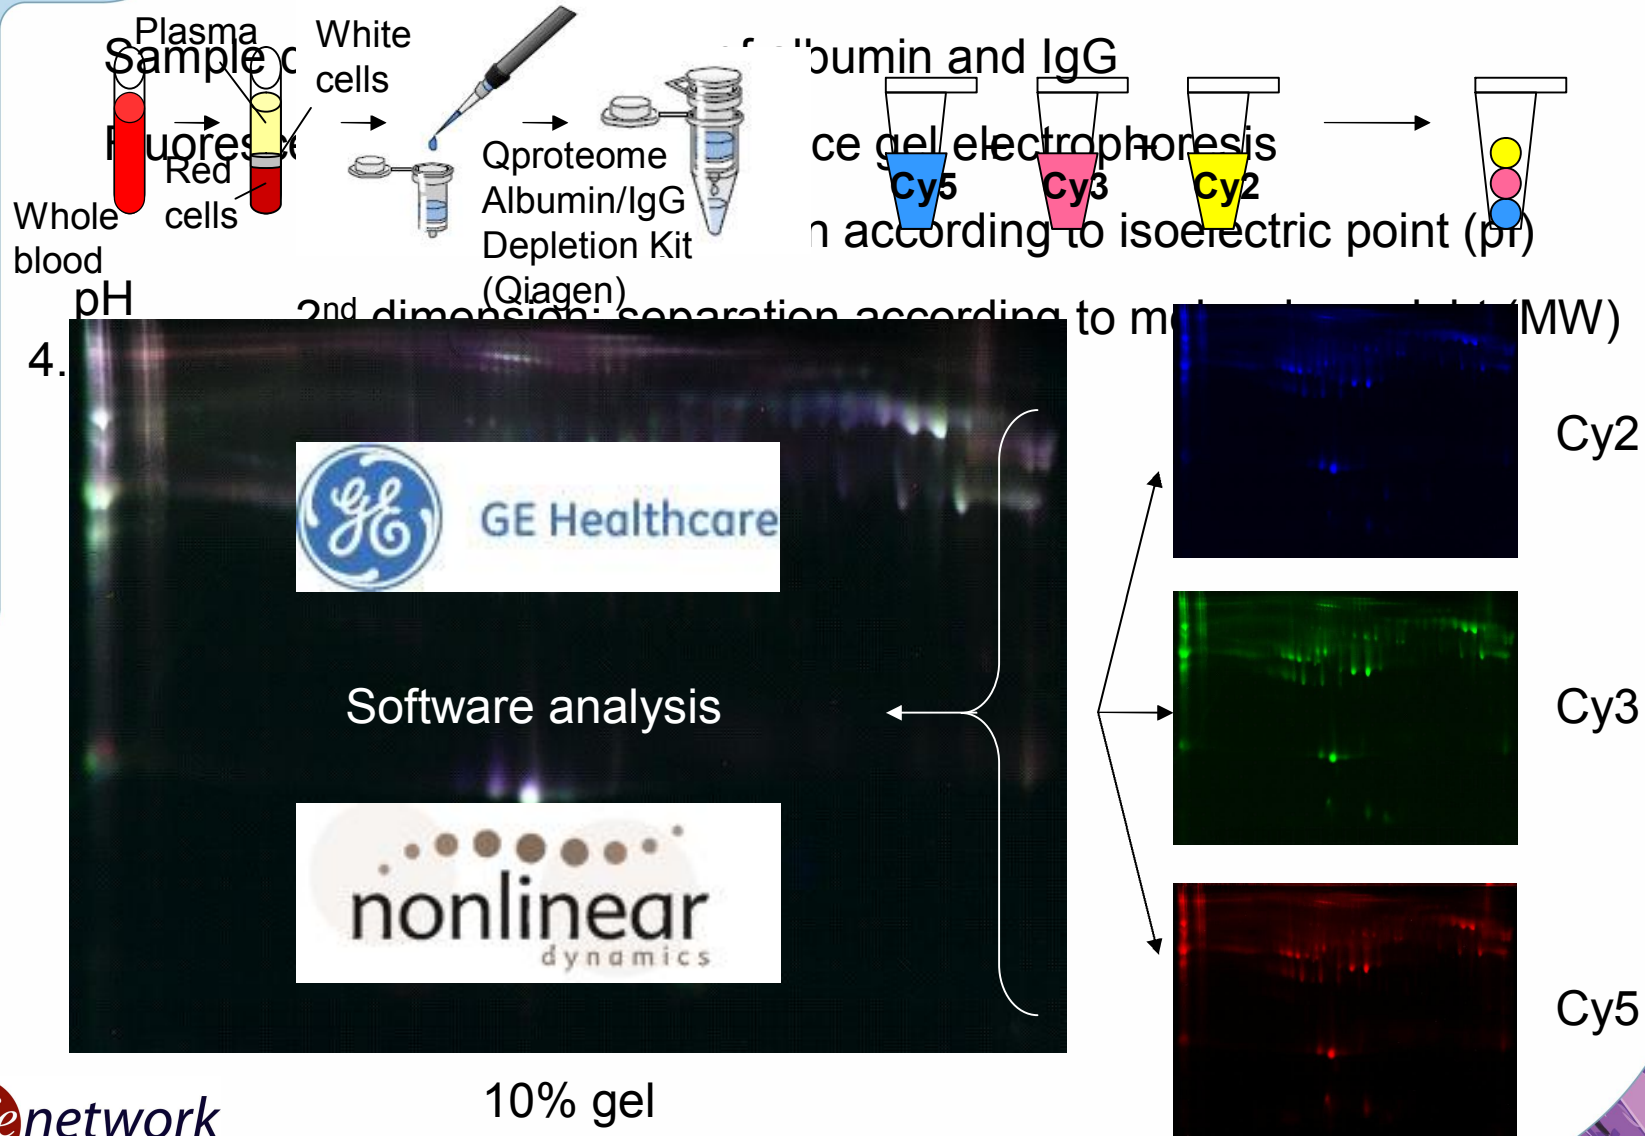 Plasma
White
cells
Sample
albumin and IgG
ce gel electrophoresis
Red
cells
Whole
blood
Qproteome
Albumin/IgG
Depletion Kit
(Qiagen)
Cy5
+
Cy3
+
Cy2
according to isoelectric point (pI)
pH
2nd dimension: separation according to
(MW)
4.
GE Healthcare
Software analysis
nonlinear
dynamics
Cy2
Cy3
Cy5
10% gel
network